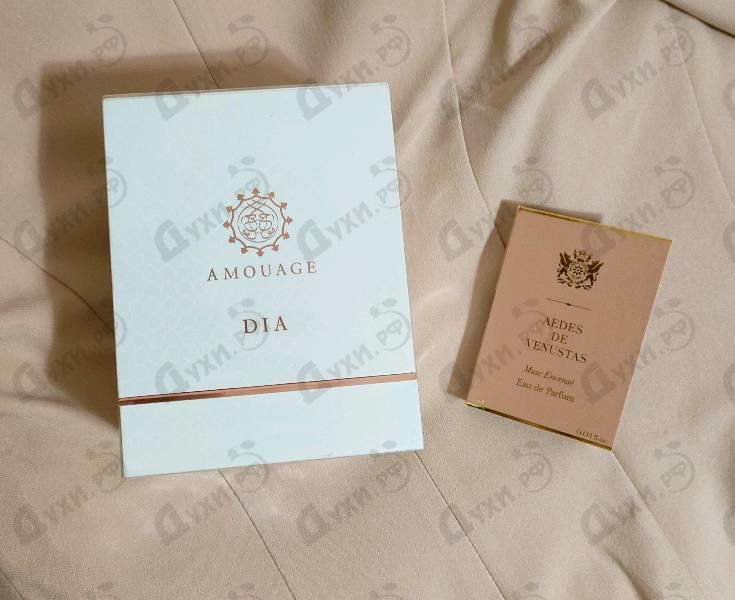 AMOUAGE
DIA
AEDES
DE
VENUSTAS
Musc Encensé
Eau de Parfum
Духи.РФ